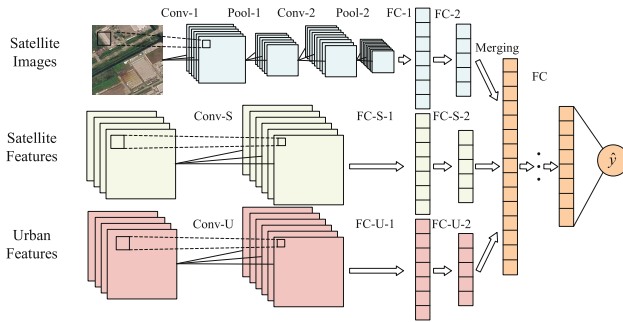 Conv-1 Pool-1 Conv-2 Pool-2 FC-1 FC-2
Satellite
Images
Merging
FC
Conv-S FC-S-1 FC-S-2
Satellite
Features
ŷ
Conv-U FC-U-1 FC-U-2
Urban
Features